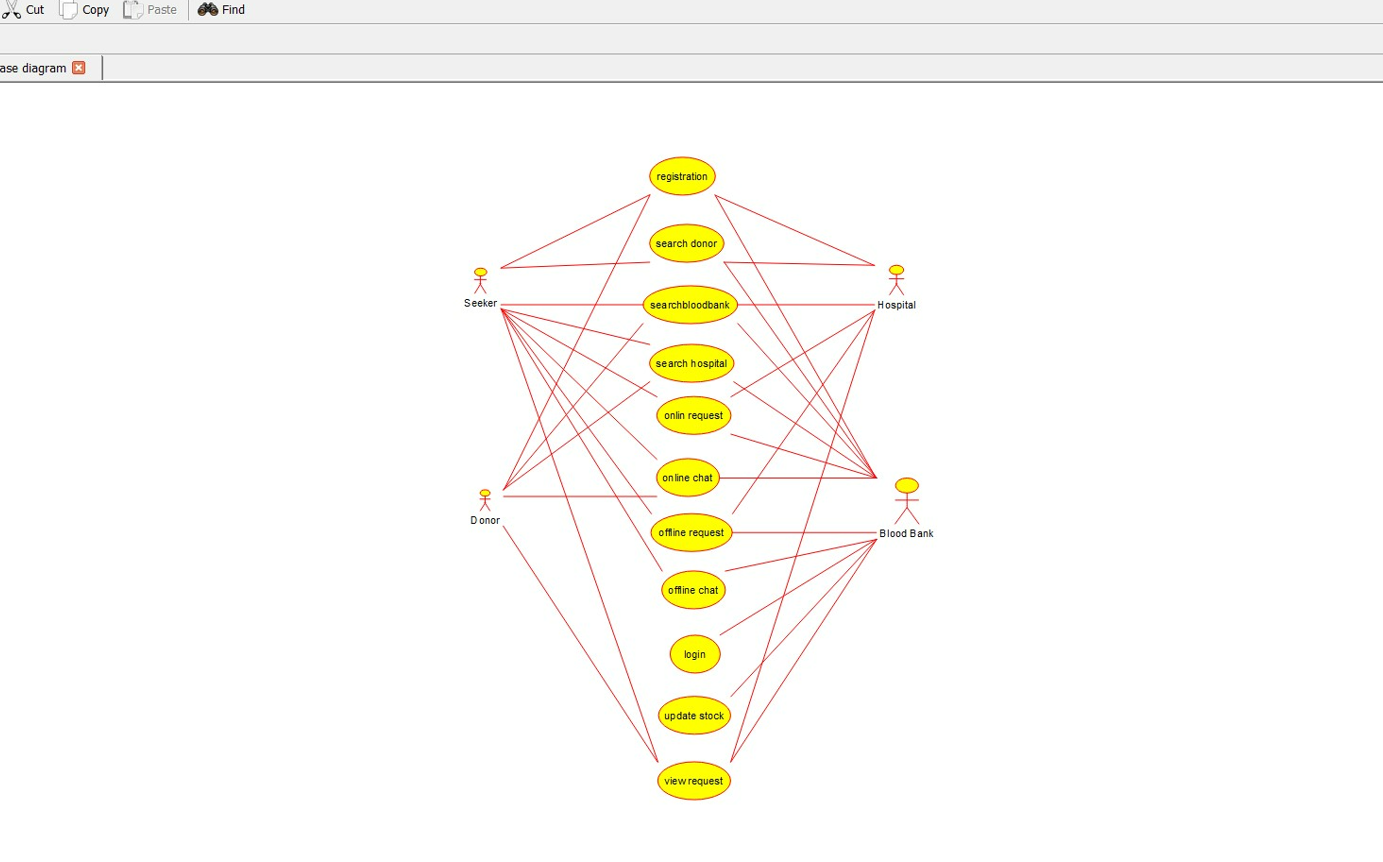 Cut Copy Paste Find
ase diagram
registration
search donor
Seeker
Hospital
searchbloodbank
search hospital
onlin request
online chat
Donor
offline request
Blood Bank
offline chat
login
update stock
view request